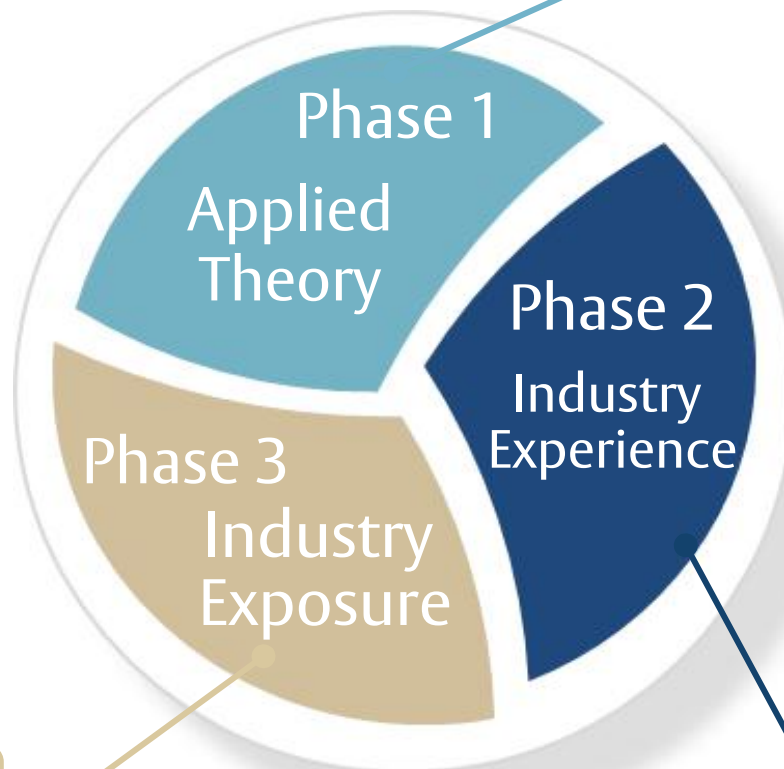 Phase 1
Applied
Theory
Phase 2
Industry
Experience
Phase 3
Industry
Exposure